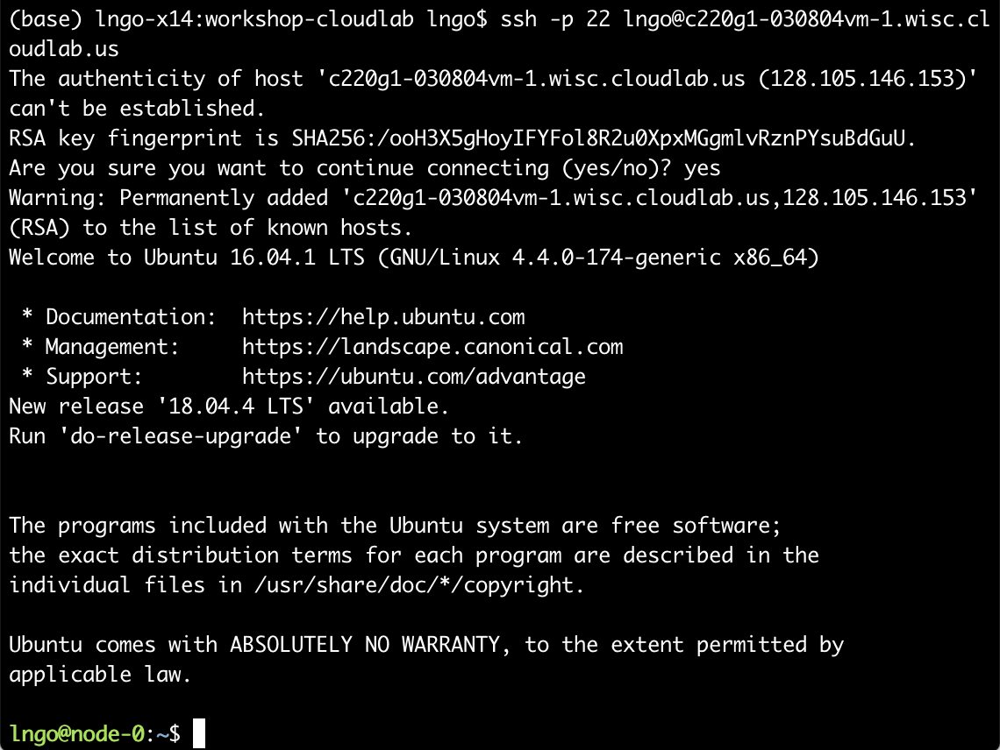 (base) lngo-x14:workshop-cloudlab lngo$ ssh -p 22 lngo@c220g1-030804vm-1.wisc.cl
oudlab.us
The authenticity of host 'c220g1-030804vm-1.wisc.cloudlab.us (128.105.146.153)'
can't be established.
RSA key fingerprint is SHA256:/ooH3X5gHoyIFYFol8R2u0XpxMGgmlvRznPYsuBdGuU.
Are you sure you want to continue connecting (yes/no)? yes
Warning: Permanently added 'c220g1-030804vm-1.wisc.cloudlab.us,128.105.146.153'
(RSA) to the list of known hosts.
Welcome to Ubuntu 16.04.1 LTS (GNU/Linux 4.4.0-174-generic x86_64)

 * Documentation:  https://help.ubuntu.com
 * Management:     https://landscape.canonical.com
 * Support:        https://ubuntu.com/advantage
New release '18.04.4 LTS' available.
Run 'do-release-upgrade' to upgrade to it.

The programs included with the Ubuntu system are free software;
the exact distribution terms for each program are described in the
individual files in /usr/share/doc/*/copyright.

Ubuntu comes with ABSOLUTELY NO WARRANTY, to the extent permitted by
applicable law.

lngo@node-0:~$